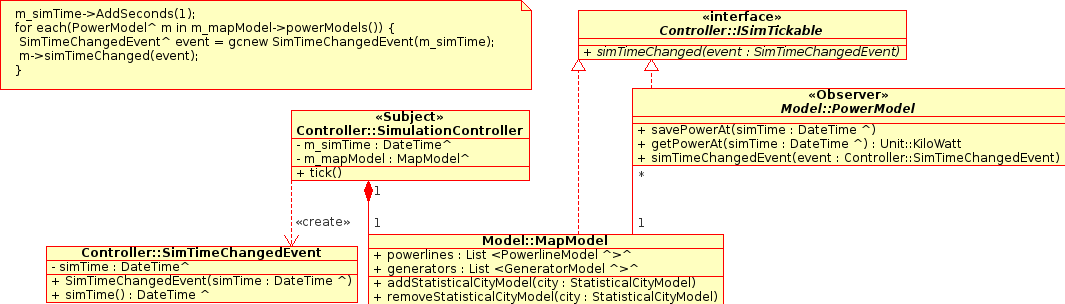 m_simTime->AddSeconds(1);
for each(PowerModel^ m in m_mapModel->powerModels()) {
SimTimeChangedEvent^ event = gcnew SimTimeChangedEvent(m_simTime);
m->simTimeChanged(event);
}
«interface»
Controller::ISimTickable
+ simTimeChanged(event : SimTimeChangedEvent)
«Observer»
Model::PowerModel
+ savePowerAt(simTime : DateTime ^)
+ getPowerAt(simTime : DateTime ^) : Unit::KiloWatt
+ simTimeChangedEvent(event : Controller::SimTimeChangedEvent)
«Subject»
Controller::SimulationController
- m_simTime : DateTime^
- m_mapModel : MapModel^
+ tick()
*
1
«create»
1
1
Controller::SimTimeChangedEvent
- simTime : DateTime^
+ SimTimeChangedEvent(simTime : DateTime ^)
+ simTime() : DateTime ^
Model::MapModel
+ powerlines : List <PowerlineModel ^>^
+ generators : List <GeneratorModel ^>^
+ addStatisticalCityModel(city : StatisticalCityModel)
+ removeStatisticalCityModel(city : StatisticalCityModel)